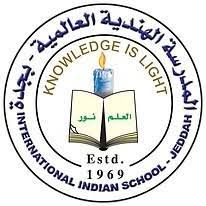 المدرسة الهندية العالمية - بجدة
KNOWLEDGE IS LIGHT
العلم نور
Estd.
1969
INTERNATIONAL INDIAN SCHOOL - JEDDAH